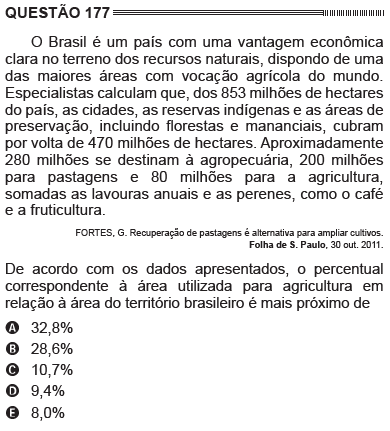 QUESTÃO 177
O Brasil é um país com uma vantagem econômica
clara no terreno dos recursos naturais, dispondo de uma
das maiores áreas com vocação agrícola do mundo.
Especialistas calculam que, dos 853 milhões de hectares
do país, as cidades, as reservas indígenas e as áreas de
preservação, incluindo florestas e mananciais, cubram
por volta de 470 milhões de hectares. Aproximadamente
280 milhões se destinam à agropecuária, 200 milhões
para pastagens e 80 milhões para a agricultura,
somadas as lavouras anuais e as perenes, como o café
e a fruticultura.
FORTES, G. Recuperação de pastagens é alternativa para ampliar cultivos.
Folha de S. Paulo, 30 out. 2011.
De acordo com os dados apresentados, o percentual
correspondente à área utilizada para agricultura em
relação à área do território brasileiro é mais próximo de
A 32,8%
B 28,6%
C 10,7%
D 9,4%
E 8,0%